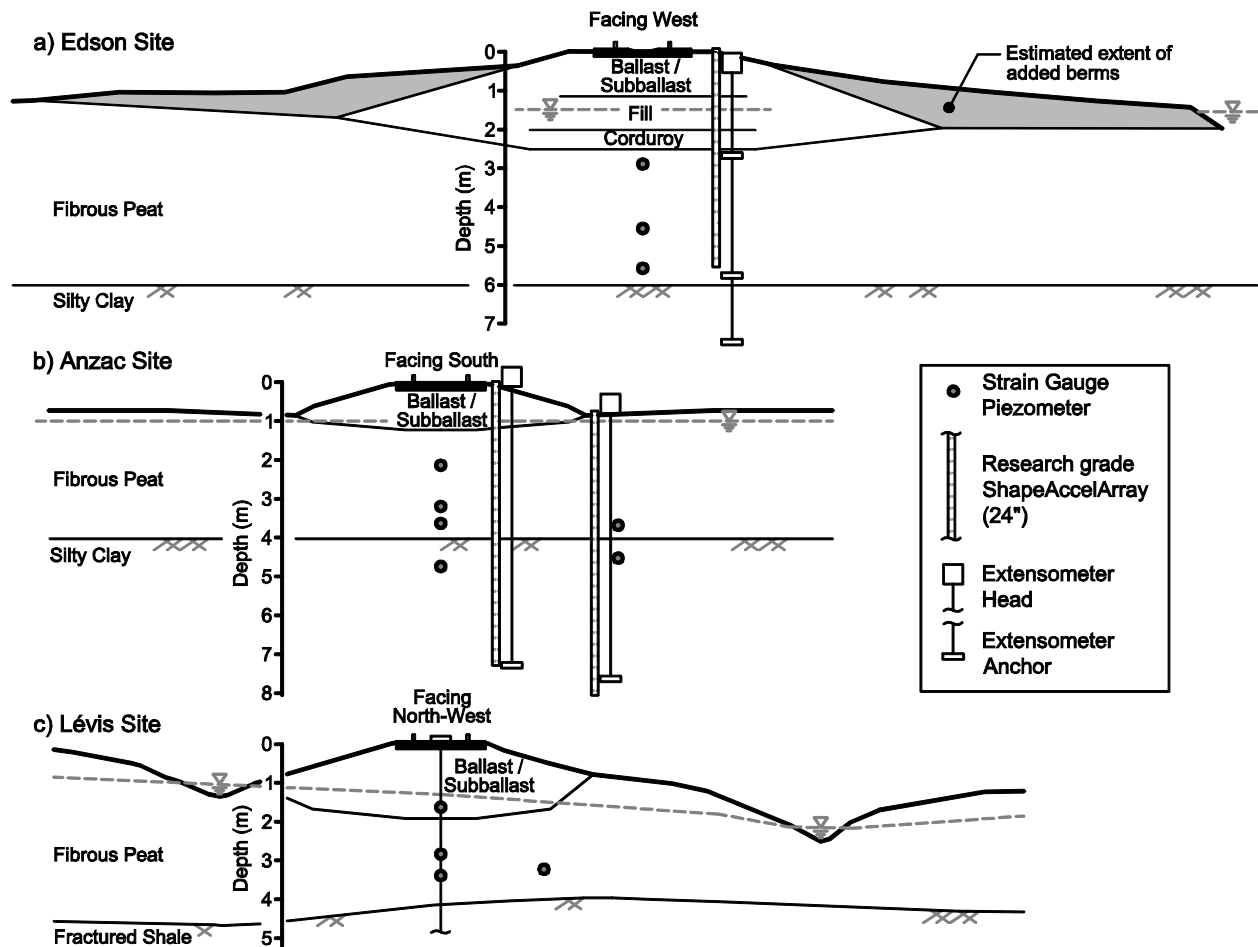 a) Edson Site
Facing West
0
Ballast /
Subballast
1
Fill
2
Corduroy
3
4
5
6
7
Depth (m)
Estimated extent of
added berms
Fibrous Peat
Silty Clay
b) Anzac Site
Facing South
0
Ballast /
Subballast
1
2
3
4
5
6
7
8
Depth (m)
Fibrous Peat
Silty Clay
Strain Gauge
Piezometer
Research grade
ShapeAccelArray
(24")
Extensometer
Head
Extensometer
Anchor
c) Lévis Site
Facing
North-West
0
Ballast /
Subballast
1
2
3
4
5
Depth (m)
Fibrous Peat
Fractured Shale